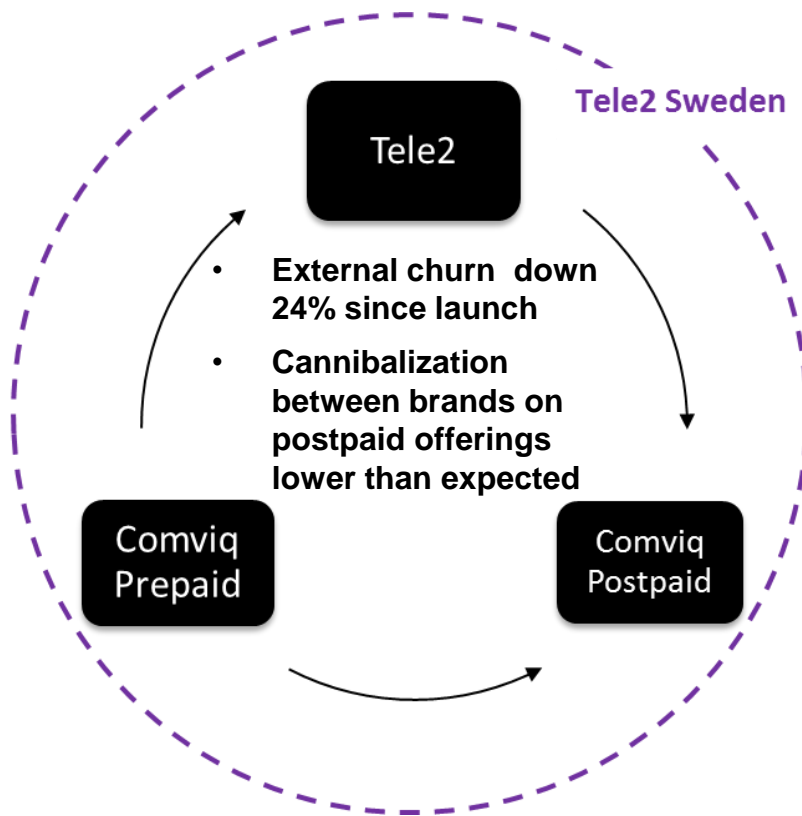 Tele2 Sweden
Tele2
• External churn  down
24% since launch
• Cannibalization
between brands on
postpaid offerings
lower than expected
Comviq
Prepaid
Comviq
Postpaid